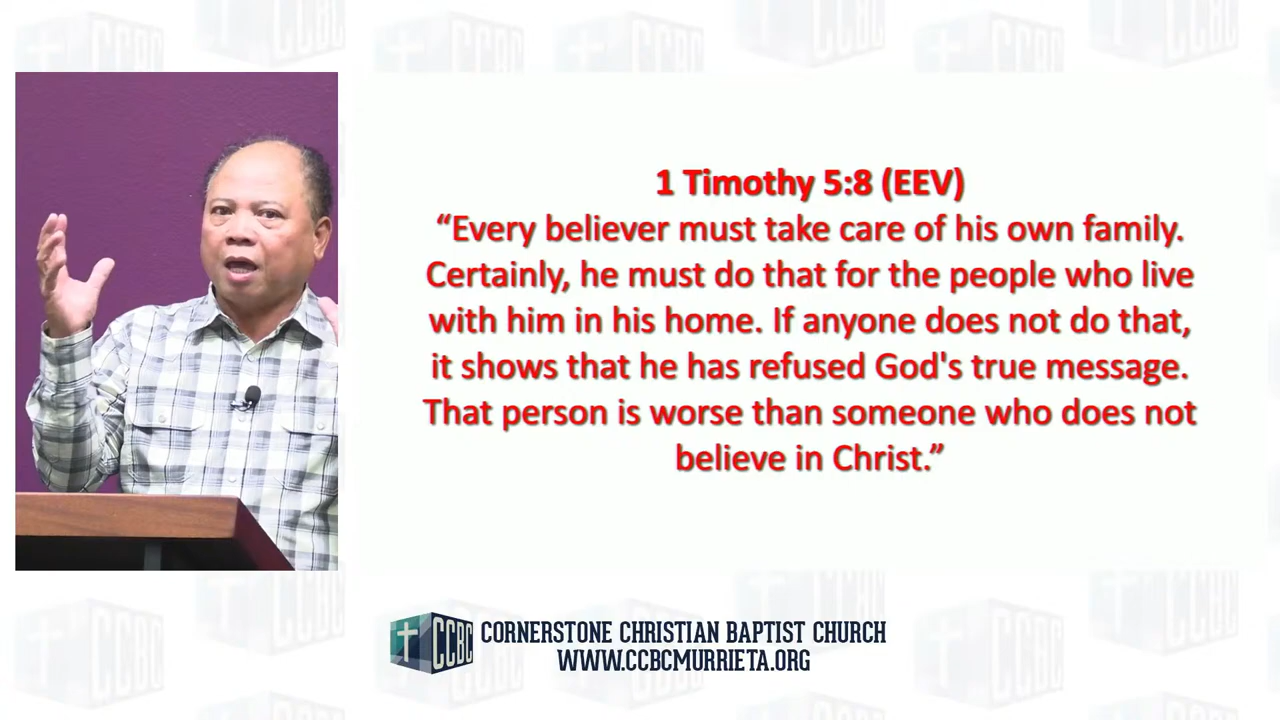 1 Timothy 5:8 (EEV)
“Every believer must take care of his own family.
Certainly, he must do that for the people who live
with him in his home. If anyone does not do that,
it shows that he has refused God's true message.
That person is worse than someone who does not
believe in Christ.”
CCBC
CORNERSTONE CHRISTIAN BAPTIST CHURCH
WWW.CCBCMURRIETA.ORG